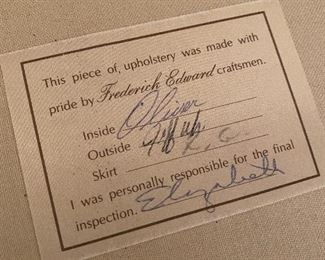 This piece of, upholstery was made with
pride by Frederick Edward craftsmen.
Inside Oliver
Outside
Skirt
I was personally responsible for the final
inspection. Elizabeth